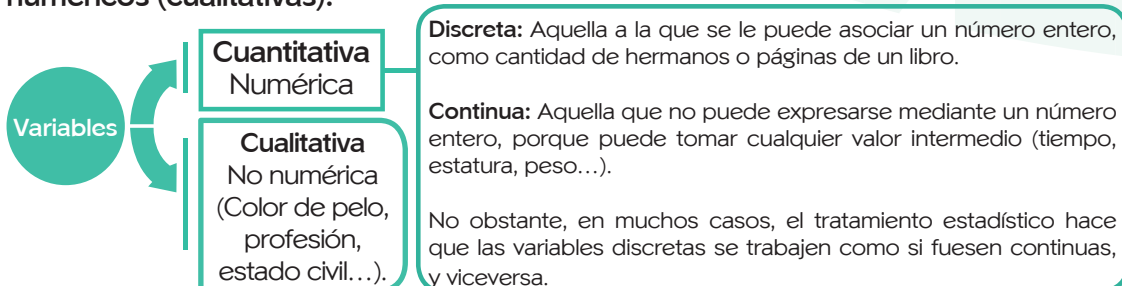 numéricos (cualitativas).
Variables
Cuantitativa
Numérica
Cualitativa
No numérica
(Color de pelo,
profesión,
estado civil...).
Discreta: Aquella a la que se le puede asociar un número entero,
como cantidad de hermanos o páginas de un libro.
Continua: Aquella que no puede expresarse mediante un número
entero, porque puede tomar cualquier valor intermedio (tiempo,
estatura, peso...).
No obstante, en muchos casos, el tratamiento estadístico hace
que las variables discretas se trabajen como si fuesen continuas,
y viceversa.